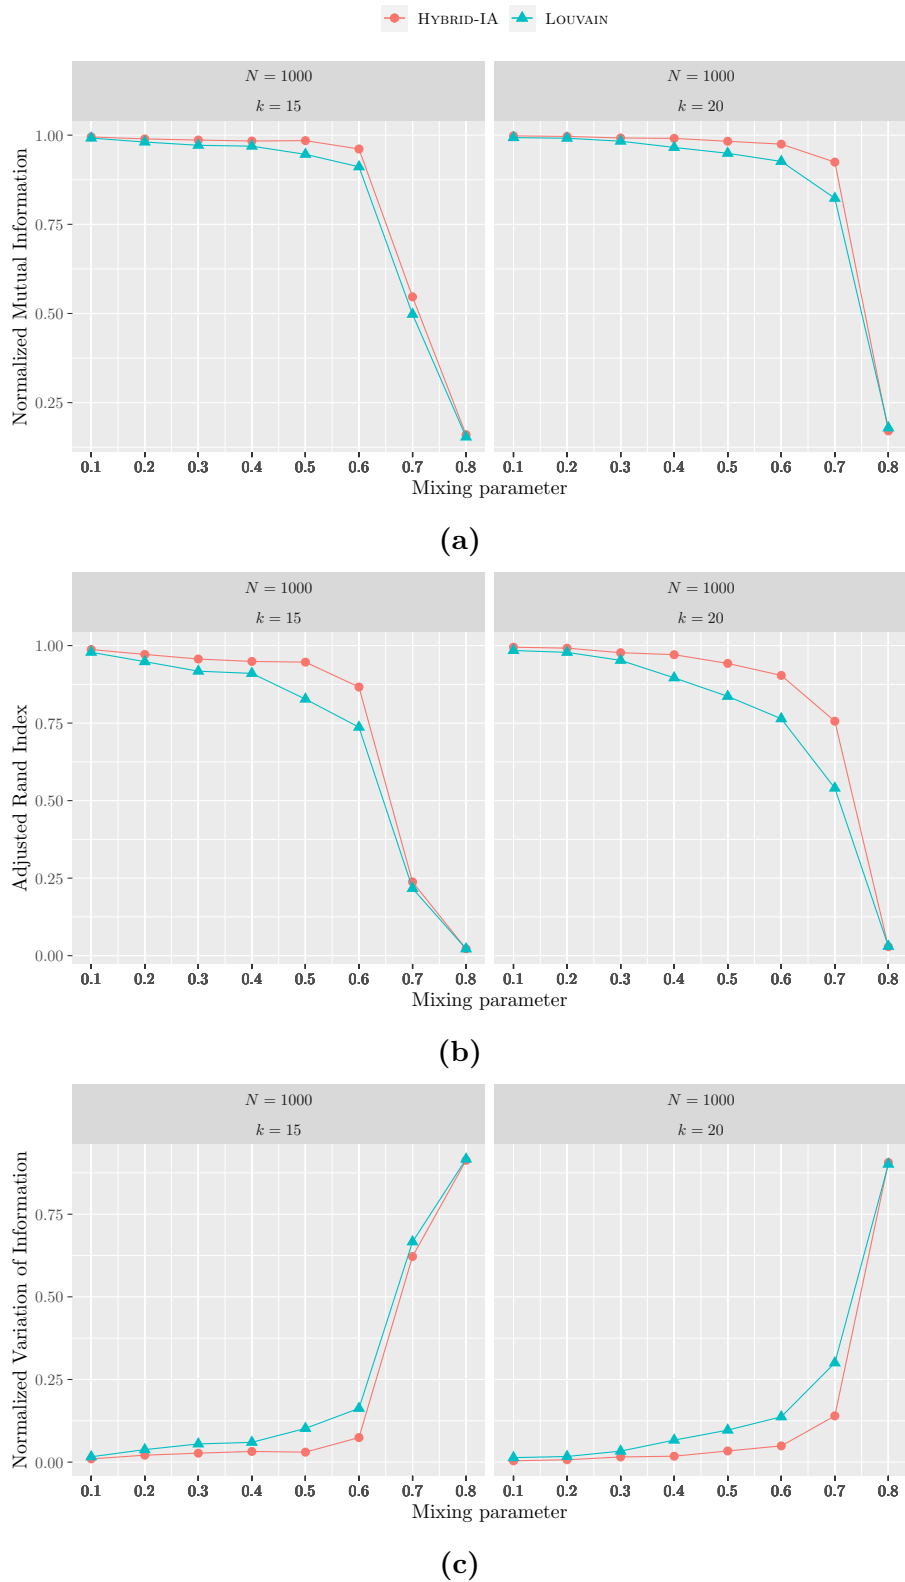 HYBRID-IA LOUVAIN
N = 1000 N = 1000
k = 15 k = 20
1.00
0.75
0.50
0.25
Normalized Mutual Information
0.1 0.2 0.3 0.4 0.5 0.6 0.7 0.8 0.1 0.2 0.3 0.4 0.5 0.6 0.7 0.8
Mixing parameter Mixing parameter
(a)
N = 1000 N = 1000
k = 15 k = 20
1.00
0.75
0.50
0.25
0.00
Adjusted Rand Index
0.1 0.2 0.3 0.4 0.5 0.6 0.7 0.8 0.1 0.2 0.3 0.4 0.5 0.6 0.7 0.8
Mixing parameter Mixing parameter
(b)
N = 1000 N = 1000
k = 15 k = 20
0.75
0.50
0.25
0.00
Normalized Variation of Information
0.1 0.2 0.3 0.4 0.5 0.6 0.7 0.8 0.1 0.2 0.3 0.4 0.5 0.6 0.7 0.8
Mixing parameter Mixing parameter
(c)